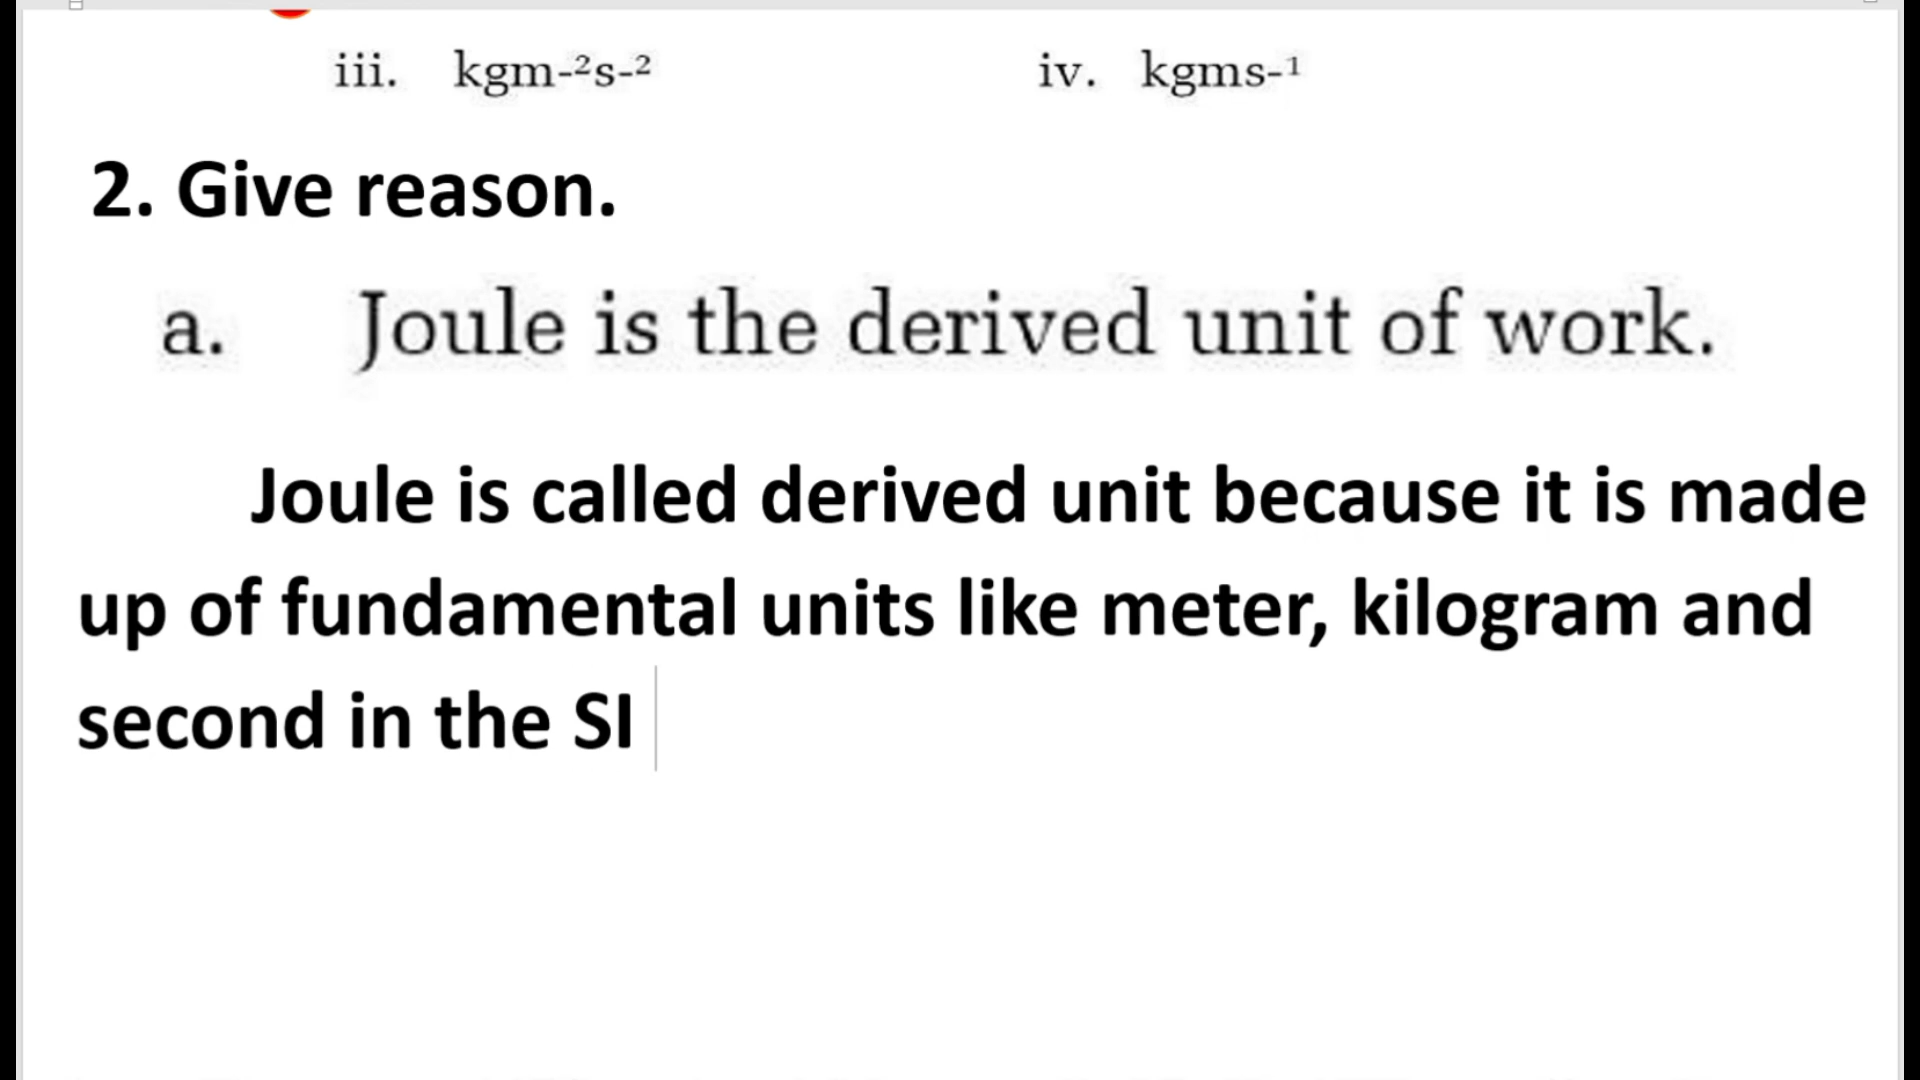 iii. kgm-²s-² iv. kgms-¹
2. Give reason.
a. Joule is the derived unit of work.
Joule is called derived unit because it is made
up of fundamental units like meter, kilogram and
second in the SI